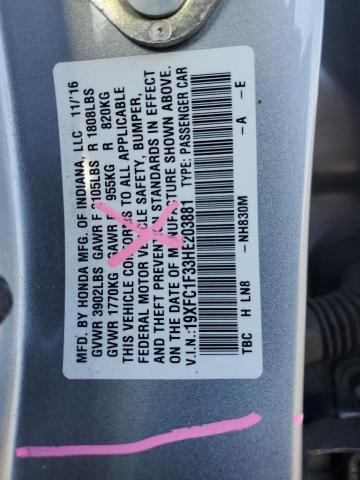 MFD. BY HONDA MFG. OF INDIANA, LLC 11/16
GVWR 3902LBS GAWR F 2105LBS R 1808LBS
GVWR 1770KG GAWR F 955KG R 820KG
THIS VEHICLE CONFORMS TO ALL APPLICABLE
FEDERAL MOTOR VEHICLE SAFETY, BUMPER,
AND THEFT PREVENTION STANDARDS IN EFFECT
ON THE DATE OF MANUFACTURE SHOWN ABOVE.
V.I.N.: 19XFC1F33HE203881 TYPE: PASSENGER CAR
TBC H LN8 -NH830M -A -E